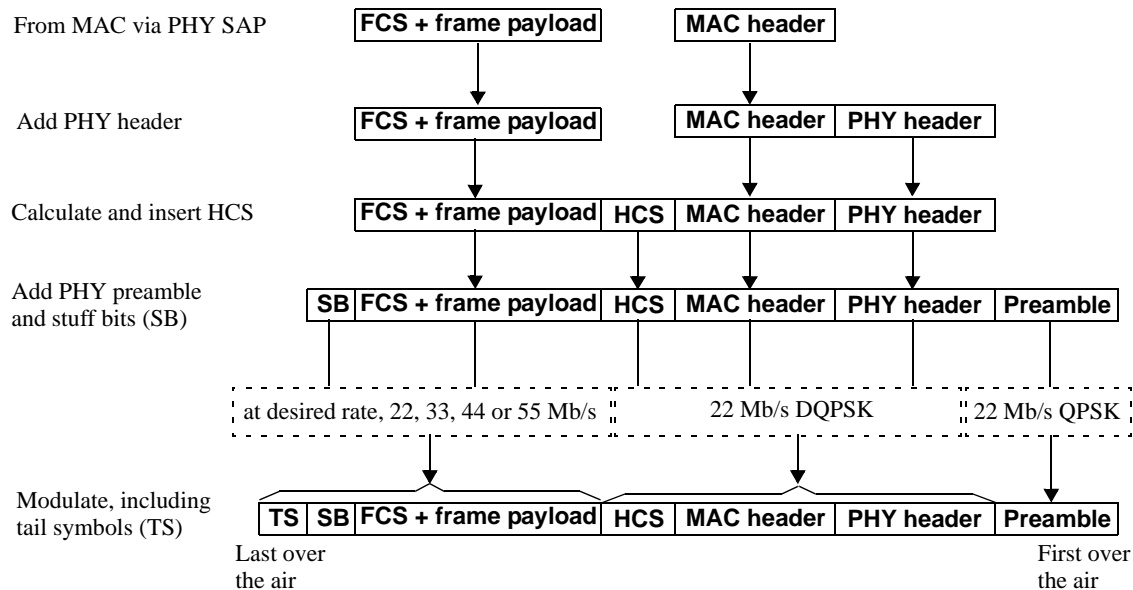 From MAC via PHY SAP
FCS + frame payload
MAC header
Add PHY header
FCS + frame payload
MAC header
PHY header
Calculate and insert HCS
FCS + frame payload
HCS
MAC header
PHY header
Add PHY preamble
and stuff bits (SB)
SB
FCS + frame payload
HCS
MAC header
PHY header
Preamble
at desired rate, 22, 33, 44 or 55 Mb/s
22 Mb/s DQPSK
22 Mb/s QPSK
Modulate, including
tail symbols (TS)
TS
SB
FCS + frame payload
HCS
MAC header
PHY header
Preamble
Last over
the air
First over
the air